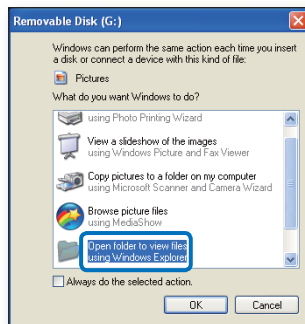 Removable Disk (G:)
Windows can perform the same action each time you insert
a disk or connect a device with this kind of file:
Pictures
What do you want Windows to do?
using Photo Printing Wizard
View a slideshow of the images
using Windows Picture and Fax Viewer
Copy pictures to a folder on my computer
using Microsoft Scanner and Camera Wizard
Browse picture files
using MediaShow
Open folder to view files
using Windows Explorer
Always do the selected action.
OK
Cancel